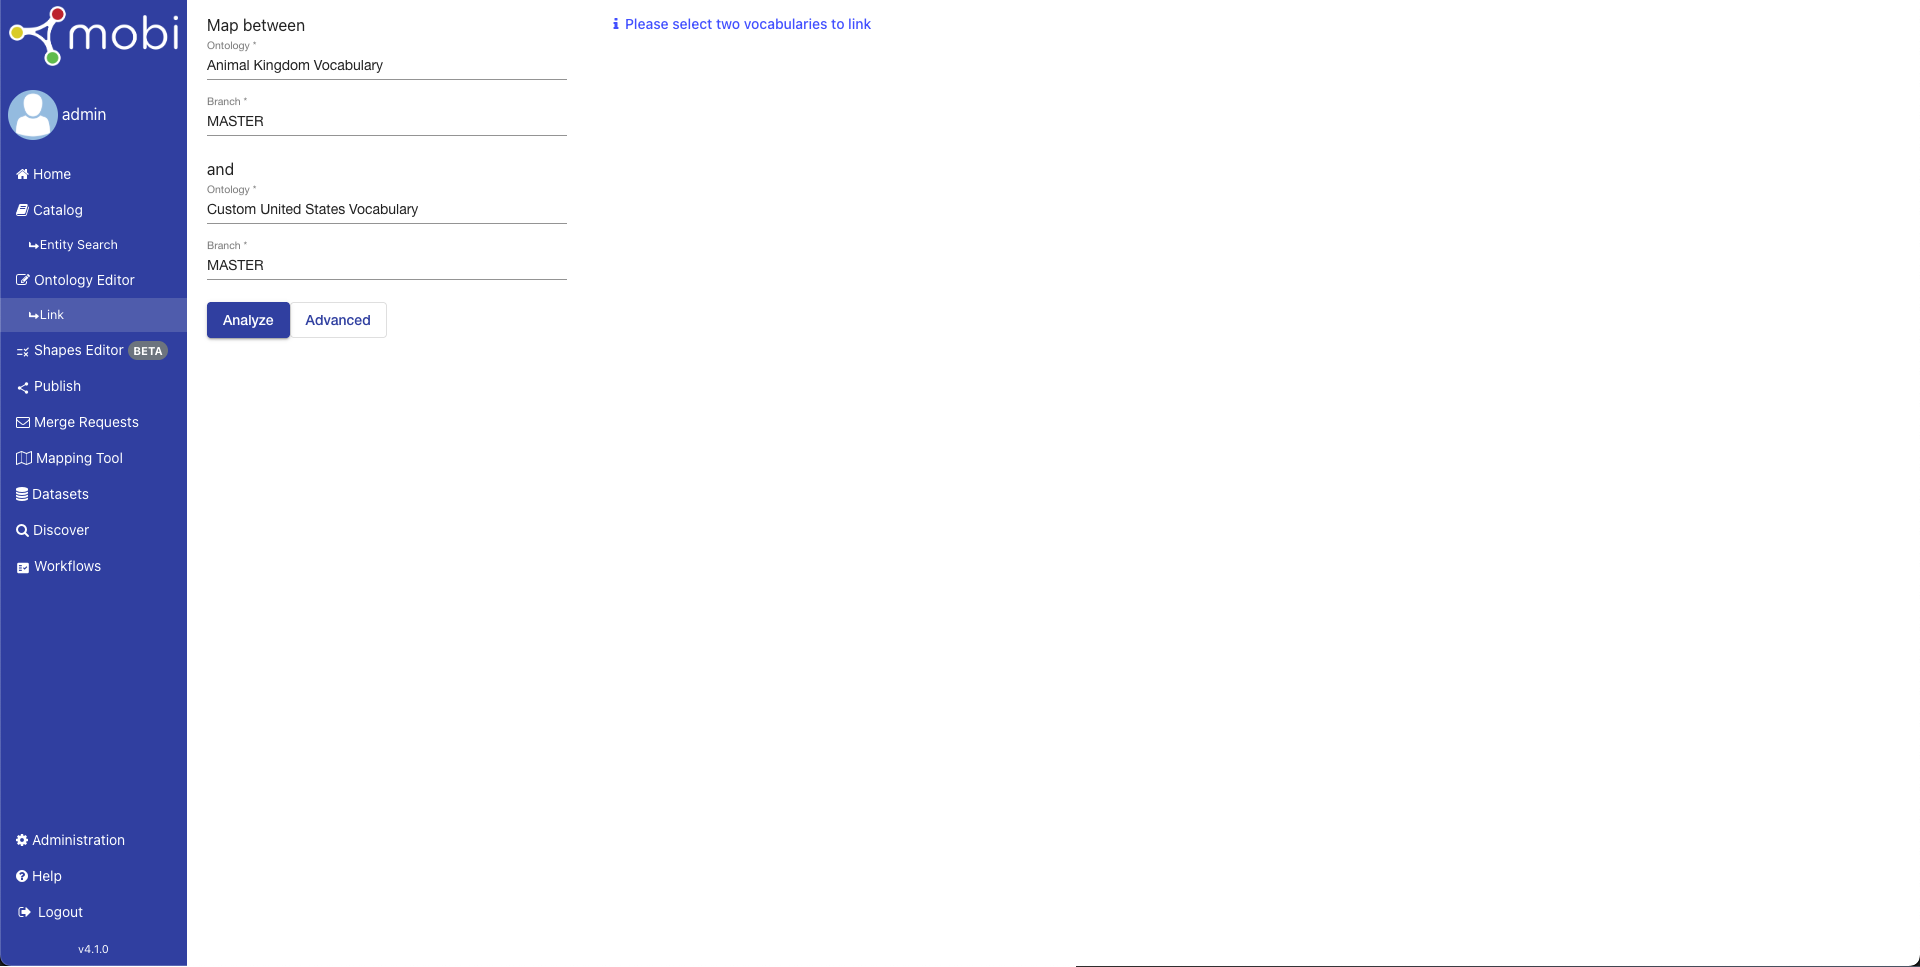 mobi
admin
Home
Catalog
Entity Search
Ontology Editor
Link
Shapes Editor BETA
Publish
Merge Requests
Mapping Tool
Datasets
Discover
Workflows
Administration
Help
Logout
v4.1.0
Map between
Ontology *
Animal Kingdom Vocabulary
Branch *
MASTER
and
Ontology *
Custom United States Vocabulary
Branch *
MASTER
Analyze Advanced
Please select two vocabularies to link